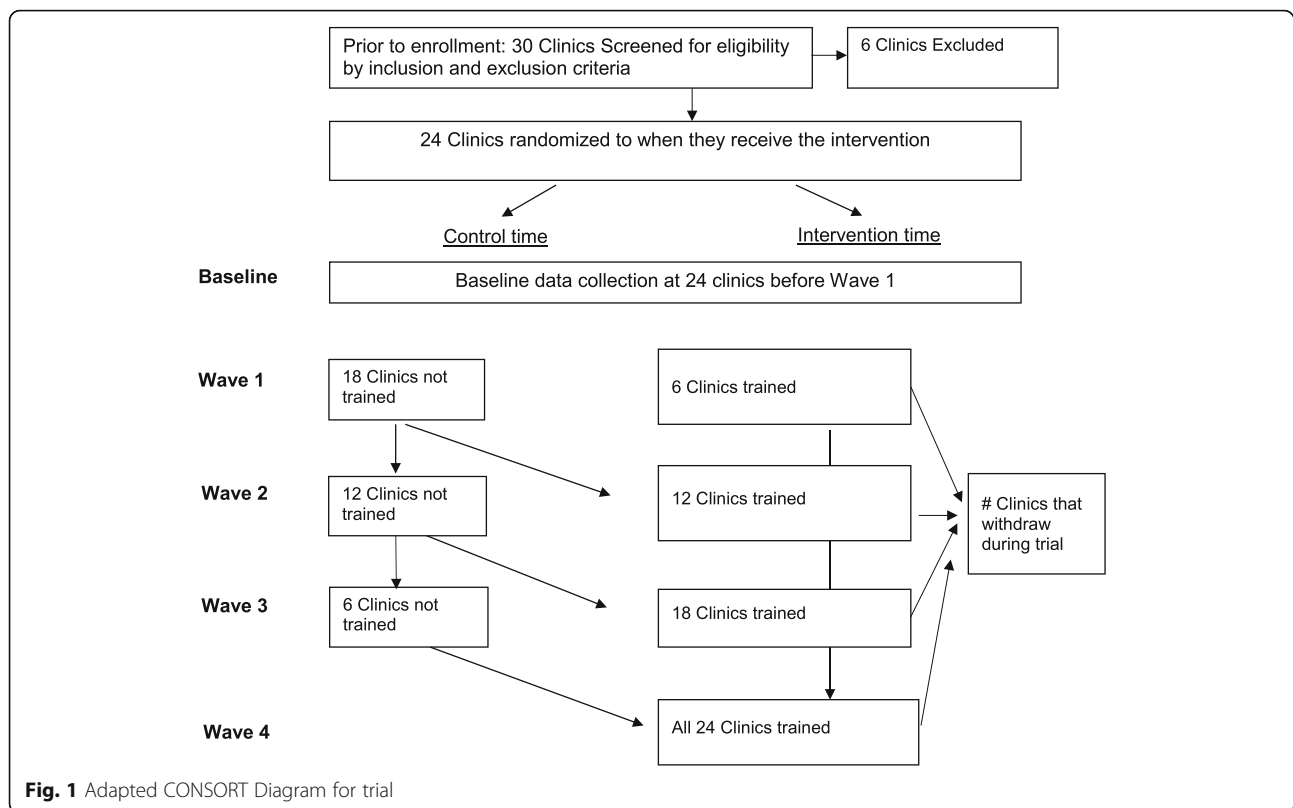 Prior to enrollment: 30 Clinics Screened for eligibility
by inclusion and exclusion criteria
6 Clinics Excluded
24 Clinics randomized to when they receive the intervention
Control time
Intervention time
Baseline
Baseline data collection at 24 clinics before Wave 1
Wave 1
18 Clinics not
trained
6 Clinics trained
Wave 2
12 Clinics not
trained
12 Clinics trained
# Clinics that
withdraw
during trial
Wave 3
6 Clinics not
trained
18 Clinics trained
Wave 4
All 24 Clinics trained
Fig. 1 Adapted CONSORT Diagram for trial